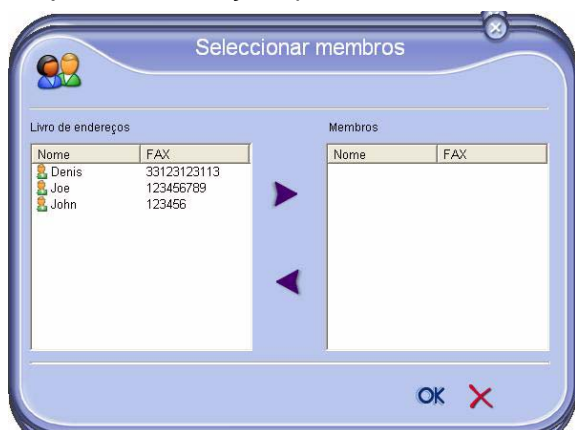 Seleccionar membros
Livro de endereços
Membros
Nome FAX
Nome FAX
Denis 33123123113
Joe 123456789
John 123456
OK